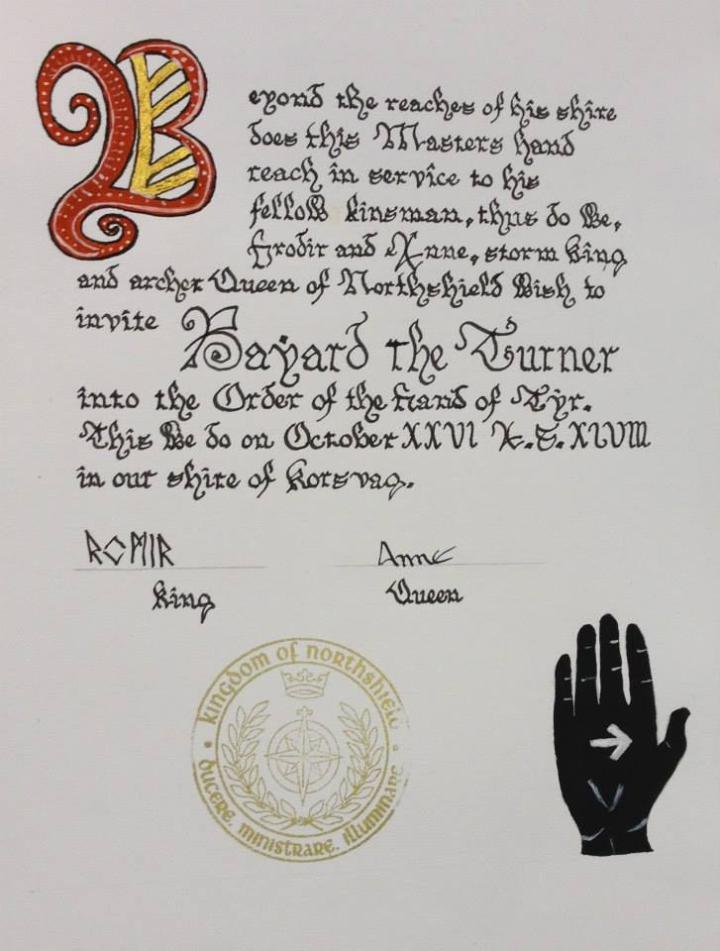 Beyond the reaches of his shire
does this Masters hand
reach in service to his
fellow kinsman, thus do We,
Hrodir and Anne, storm king
and archer Queen of Northshield Wish to
invite Bayard the Turner
into the Order of the Hand of Tyr.
This We do on October XXVI A.S. XLVIII
in our shire of Korsvag.
Anne
King Queen
kingdom of northshield
ducere, ministrare, illuminare